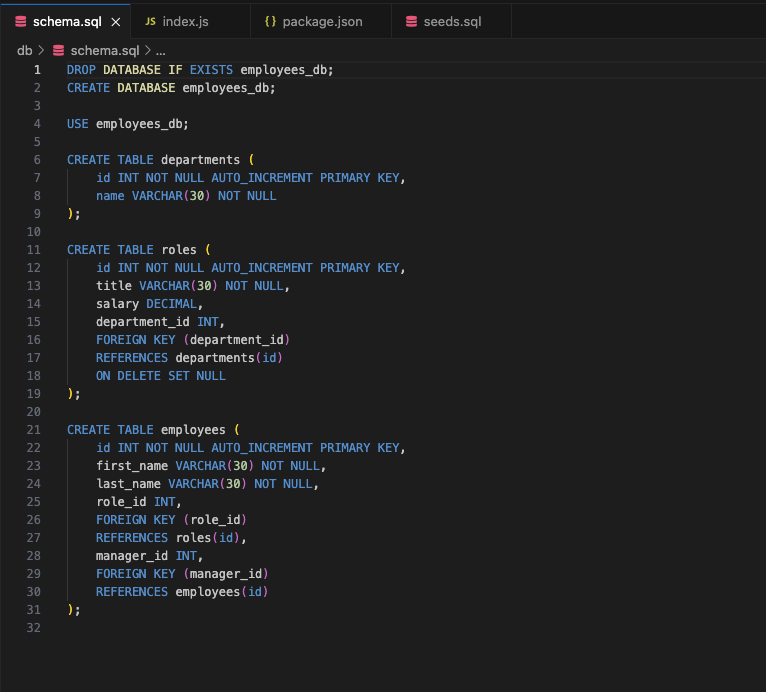 schema.sql × JS index.js {} package.json seeds.sql
db > schema.sql > ...
1 DROP DATABASE IF EXISTS employees_db;
2 CREATE DATABASE employees_db;
3
4 USE employees_db;
5
6 CREATE TABLE departments (
7     id INT NOT NULL AUTO_INCREMENT PRIMARY KEY,
8     name VARCHAR(30) NOT NULL
9 );
10
11 CREATE TABLE roles (
12     id INT NOT NULL AUTO_INCREMENT PRIMARY KEY,
13     title VARCHAR(30) NOT NULL,
14     salary DECIMAL,
15     department_id INT,
16     FOREIGN KEY (department_id)
17     REFERENCES departments(id)
18     ON DELETE SET NULL
19 );
20
21 CREATE TABLE employees (
22     id INT NOT NULL AUTO_INCREMENT PRIMARY KEY,
23     first_name VARCHAR(30) NOT NULL,
24     last_name VARCHAR(30) NOT NULL,
25     role_id INT,
26     FOREIGN KEY (role_id)
27     REFERENCES roles(id),
28     manager_id INT,
29     FOREIGN KEY (manager_id)
30     REFERENCES employees(id)
31 );
32